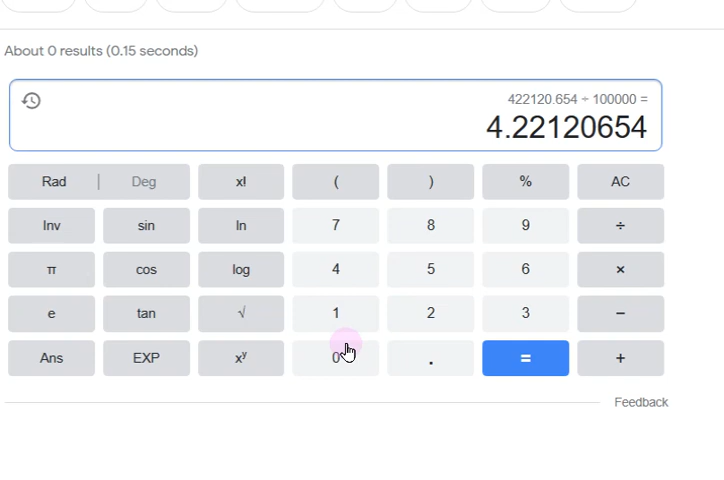 About 0 results (0.15 seconds)
422120.654 ÷ 100000 =
4.22120654
Rad | Deg x! ( ) % AC
Inv sin ln 7 8 9 ÷
π cos log 4 5 6 ×
e tan √ 1 2 3 −
Ans EXP xʸ 0 . = +
Feedback